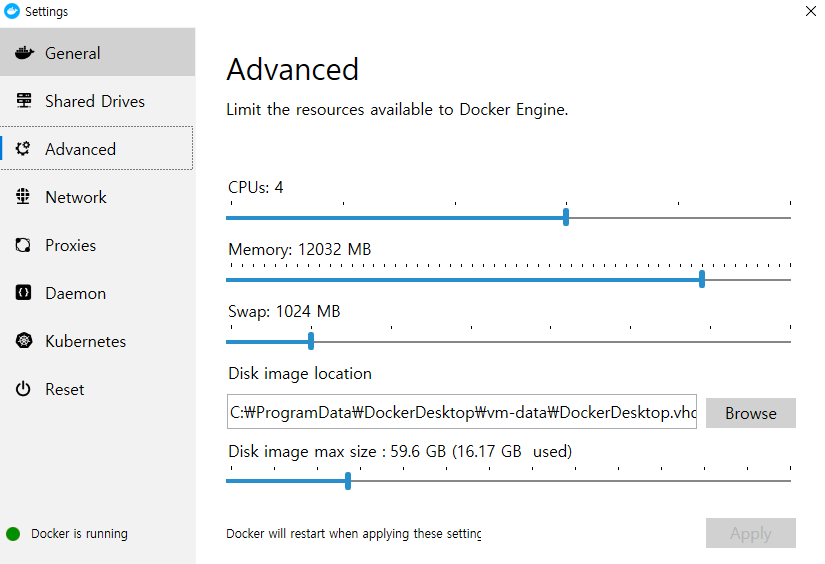 Settings
General
Shared Drives
Advanced
Network
Proxies
Daemon
Kubernetes
Reset
Docker is running
Advanced
Limit the resources available to Docker Engine.
CPUs: 4
Memory: 12032 MB
Swap: 1024 MB
Disk image location
C:₩ProgramData₩DockerDesktop₩vm-data₩DockerDesktop.vhd
Browse
Disk image max size : 59.6 GB (16.17 GB used)
Docker will restart when applying these setting
Apply